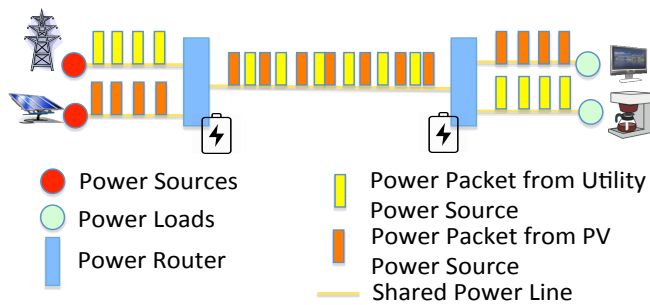 Power Sources
Power Loads
Power Router
Power Packet from Utility
Power Source
Power Packet from PV
Power Source
Shared Power Line